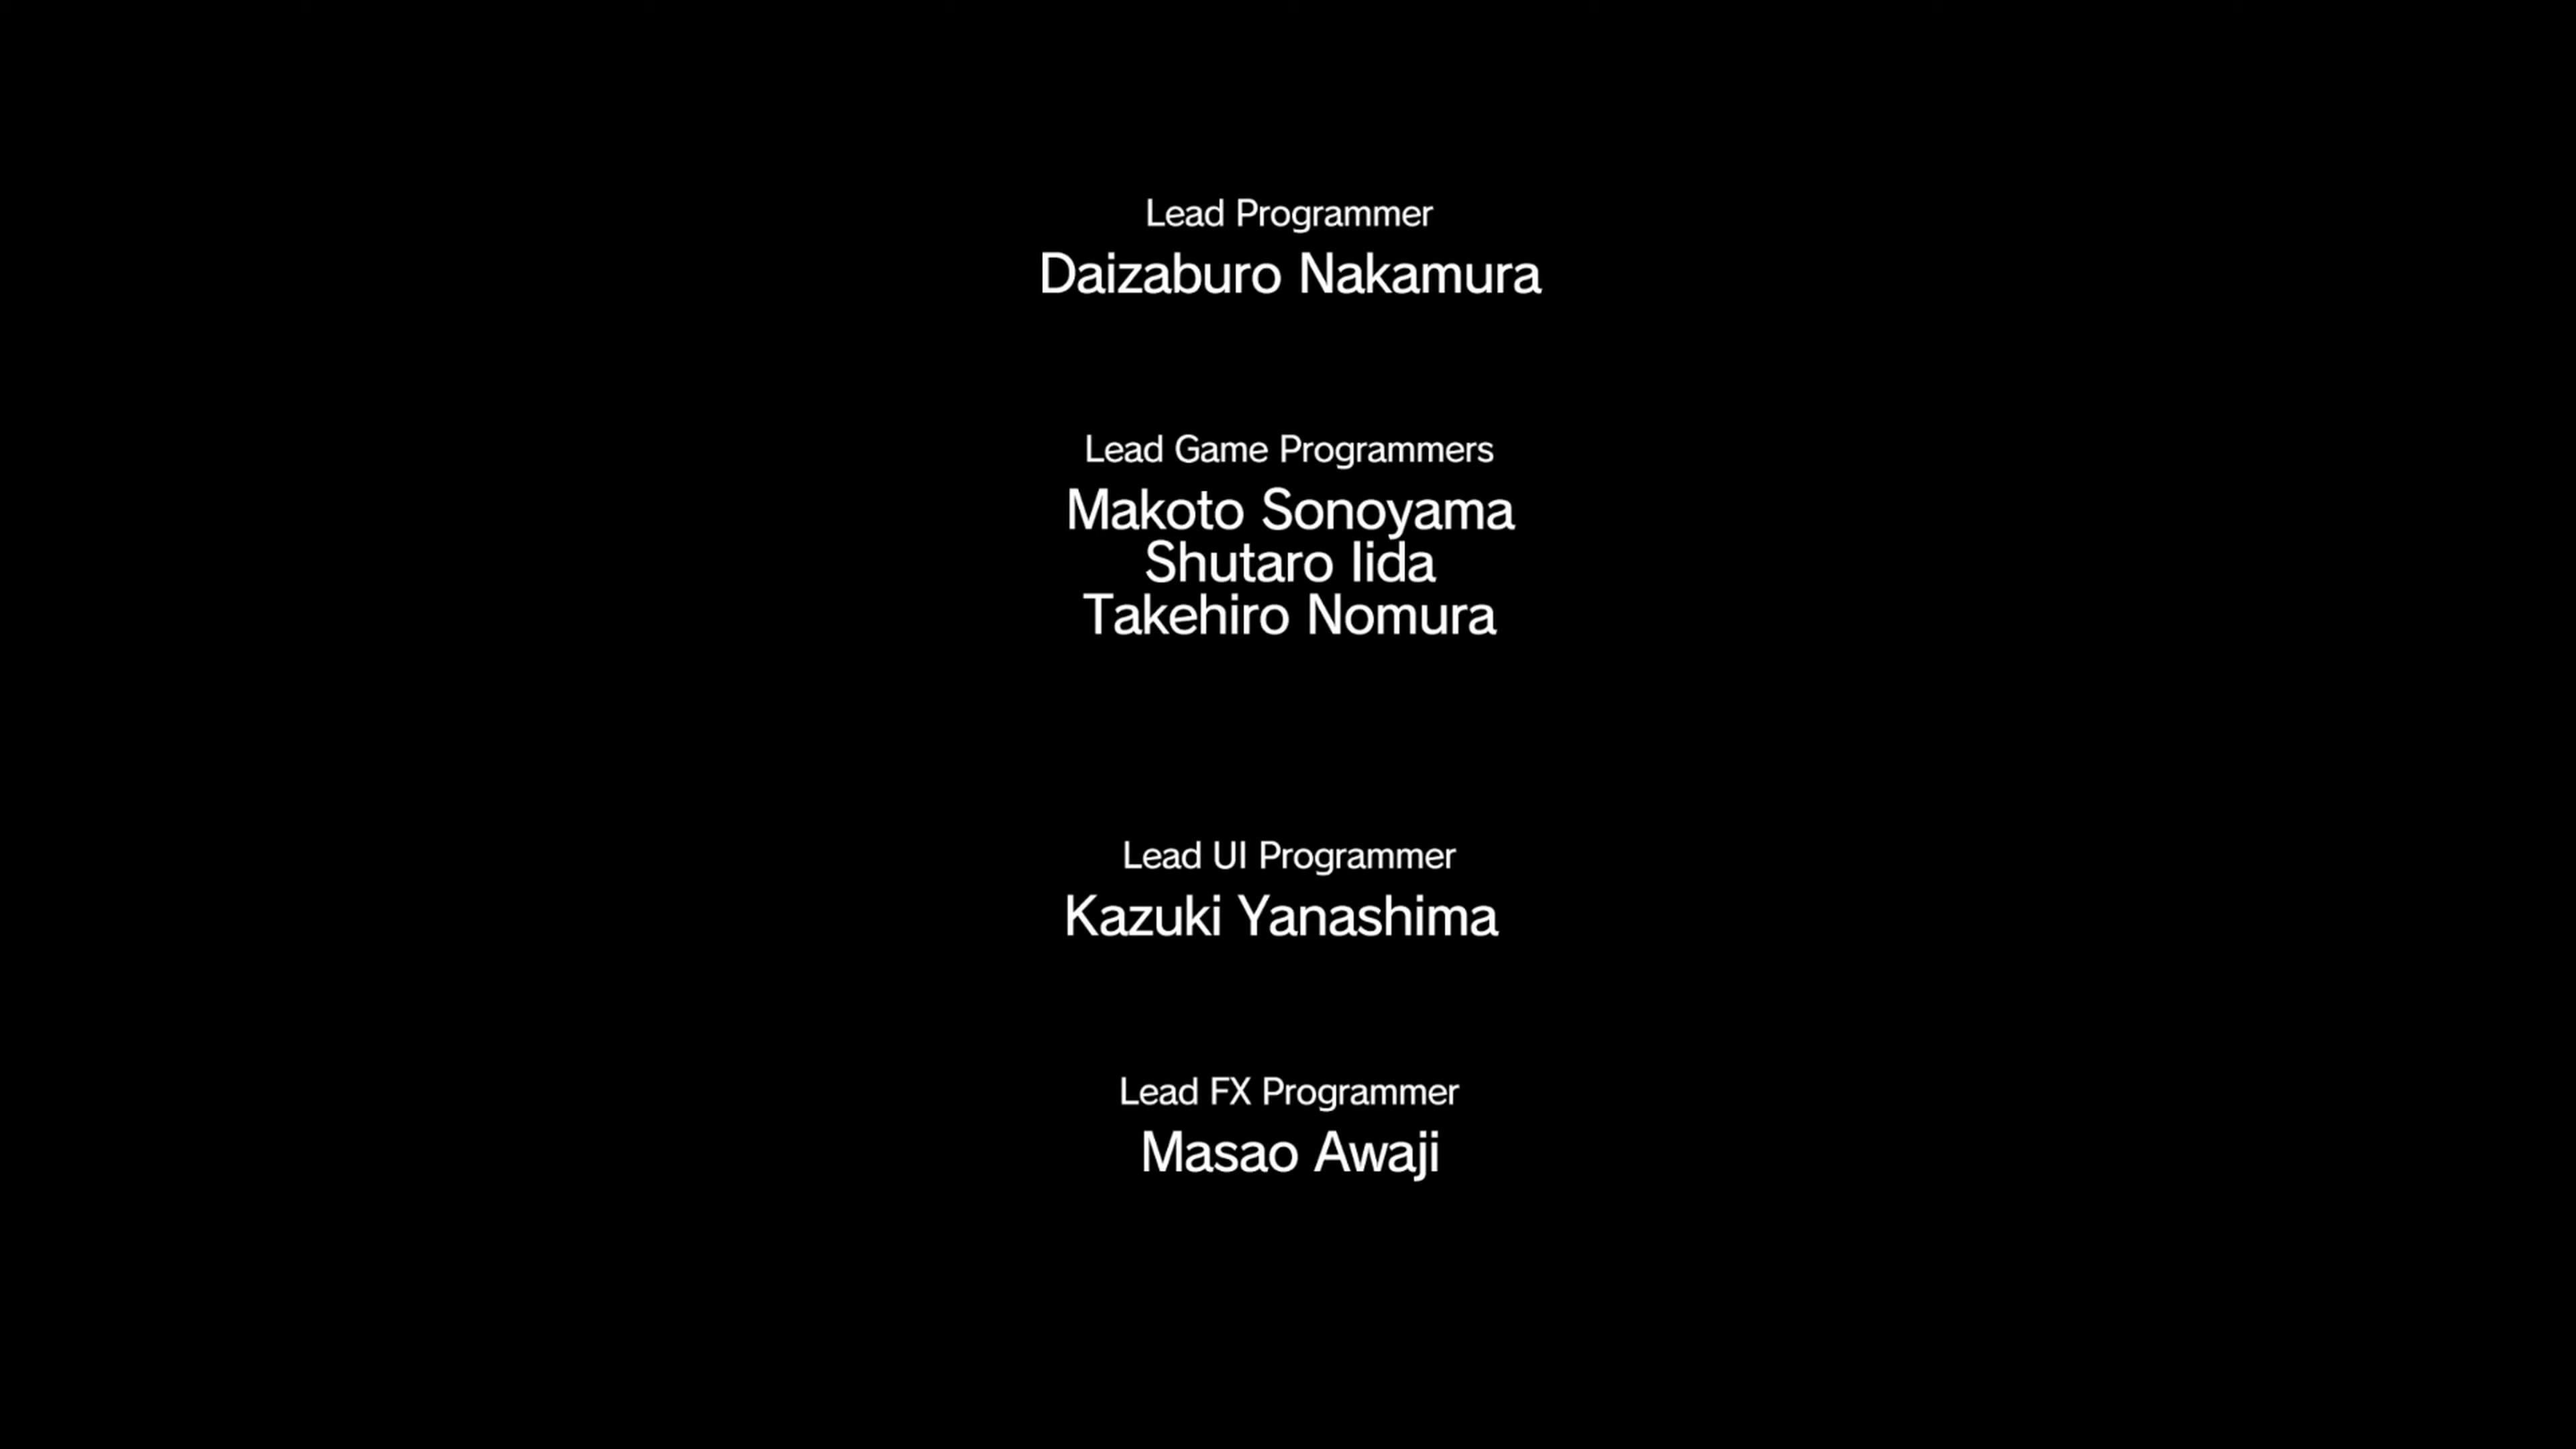 Lead Programmer
Daizaburo Nakamura
Lead Game Programmers
Makoto Sonoyama
Shutaro Iida
Takehiro Nomura
Lead UI Programmer
Kazuki Yanashima
Lead FX Programmer
Masao Awaji